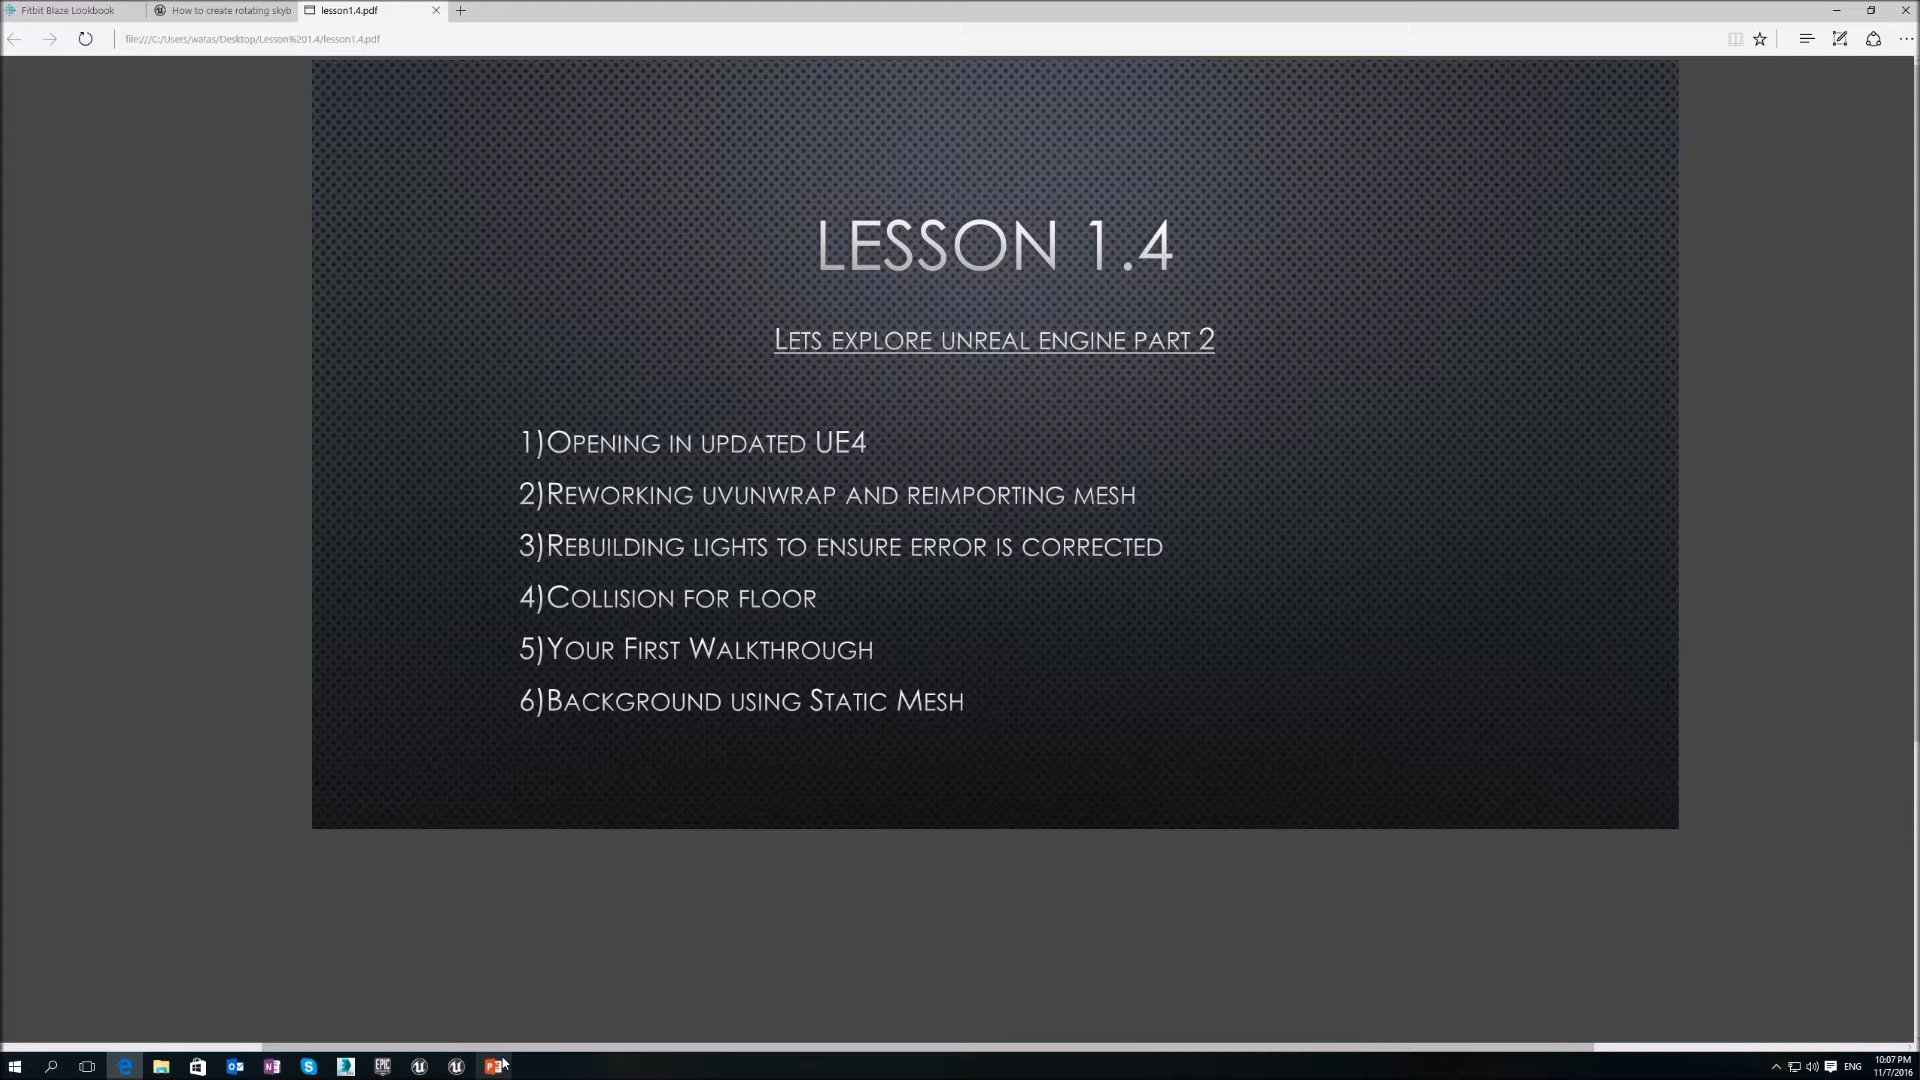 Fitbit Blaze Lookbook
How to create rotating skyb
lesson1.4.pdf
file:///C:/Users/watas/Desktop/Lesson%201.4/lesson1.4.pdf
LESSON 1.4
LETS EXPLORE UNREAL ENGINE PART 2
1)OPENING IN UPDATED UE4
2)REWORKING UVUNWRAP AND REIMPORTING MESH
3)REBUILDING LIGHTS TO ENSURE ERROR IS CORRECTED
4)COLLISION FOR FLOOR
5)YOUR FIRST WALKTHROUGH
6)BACKGROUND USING STATIC MESH
EPIC
ENG
10:07 PM
11/7/2016